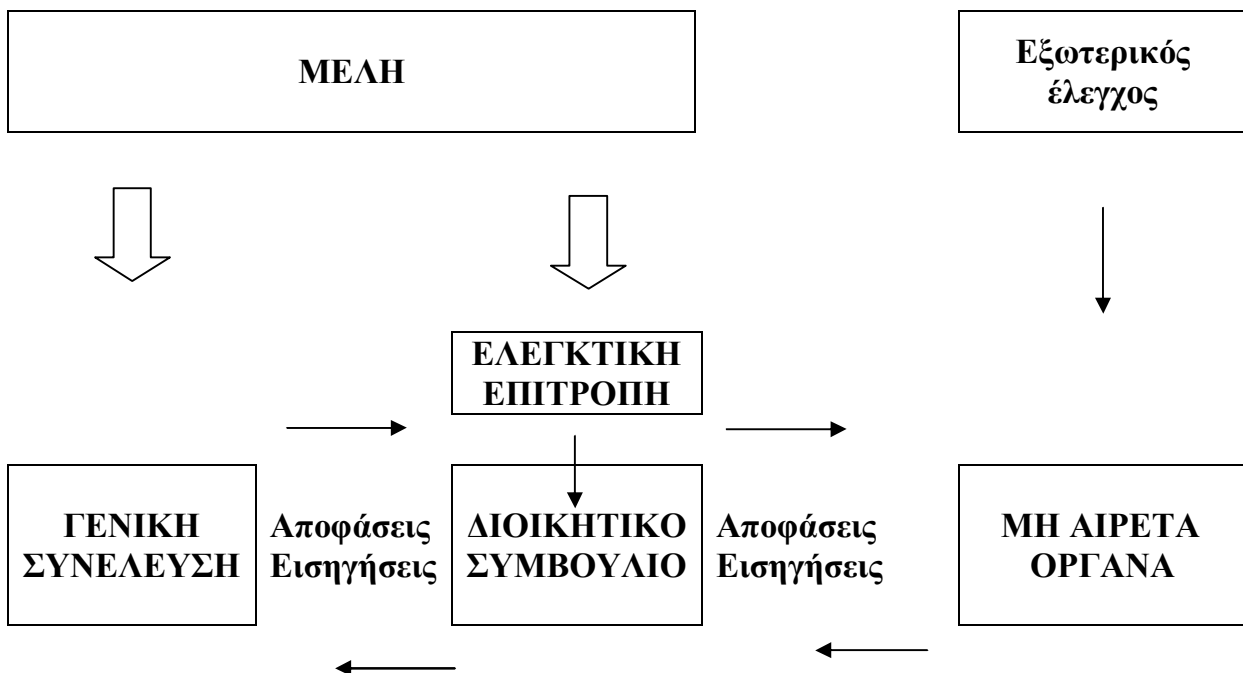 ΜΕΛΗ
Εξωτερικός
έλεγχος
ΕΛΕΓΚΤΙΚΗ
ΕΠΙΤΡΟΠΗ
ΓΕΝΙΚΗ
ΣΥΝΕΛΕΥΣΗ
Αποφάσεις
Εισηγήσεις
ΔΙΟΙΚΗΤΙΚΟ
ΣΥΜΒΟΥΛΙΟ
Αποφάσεις
Εισηγήσεις
ΜΗ ΑΙΡΕΤΑ
ΟΡΓΑΝΑ